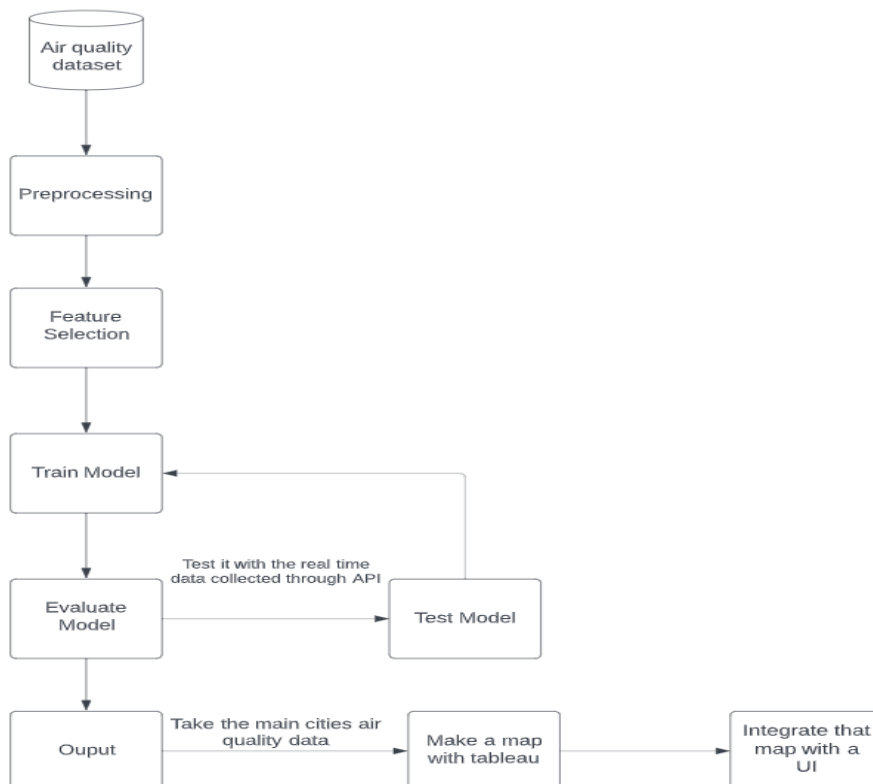 Air quality
dataset
Preprocessing
Feature
Selection
Train Model
Test it with the real time
data collected through API
Evaluate
Model
Test Model
Ouput
Take the main cities air
quality data
Make a map
with tableau
Integrate that
map with a
UI